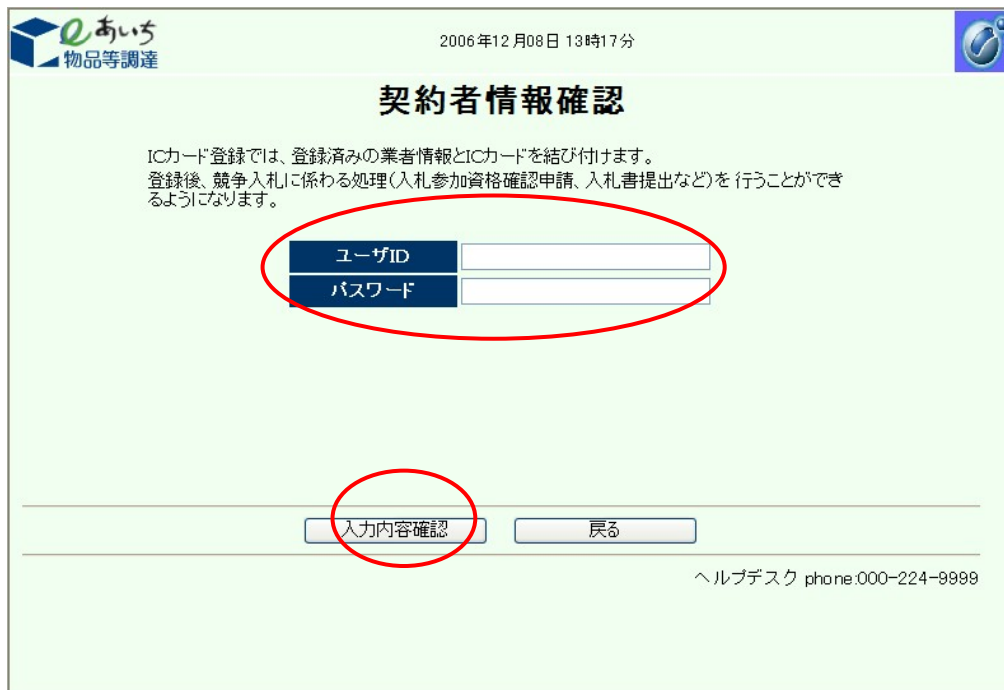 eあいち
物品等調達
2006年12月08日 13時17分
契約者情報確認
ICカード登録では、登録済みの業者情報とICカードを結び付けます。
登録後、競争入札に係わる処理(入札参加資格確認申請、入札書提出など)を行うことができ
るようになります。
ユーザID
パスワード
入力内容確認 戻る
ヘルプデスク phone:000-224-9999